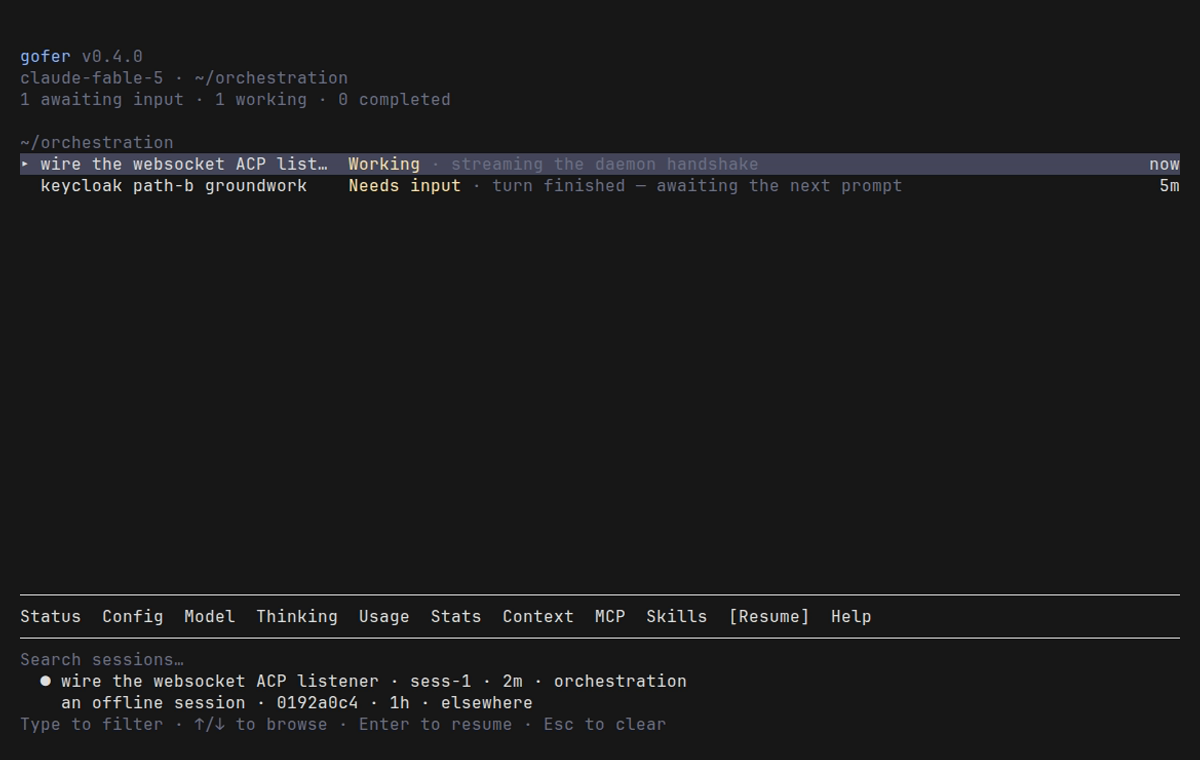 gofer v0.4.0
claude-fable-5 · ~/orchestration
1 awaiting input · 1 working · 0 completed
~/orchestration
▸ wire the websocket ACP list… Working · streaming the daemon handshake now
keycloak path-b groundwork Needs input · turn finished — awaiting the next prompt 5m
Status Config Model Thinking Usage Stats Context MCP Skills [Resume] Help
Search sessions…
● wire the websocket ACP listener · sess-1 · 2m · orchestration
an offline session · 0192a0c4 · 1h · elsewhere
Type to filter · ↑/↓ to browse · Enter to resume · Esc to clear